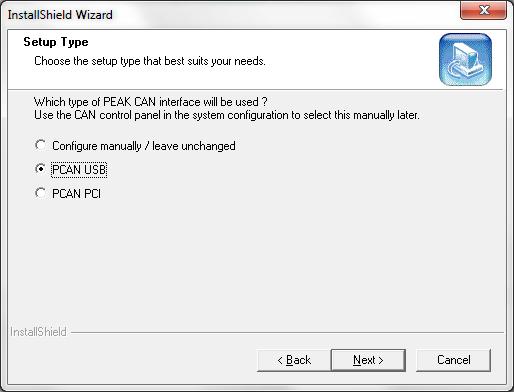 InstallShield Wizard
Setup Type
Choose the setup type that best suits your needs.
Which type of PEAK CAN interface will be used ?
Use the CAN control panel in the system configuration to select this manually later.
Configure manually / leave unchanged
PCAN USB
PCAN PCI
InstallShield
< Back
Next >
Cancel